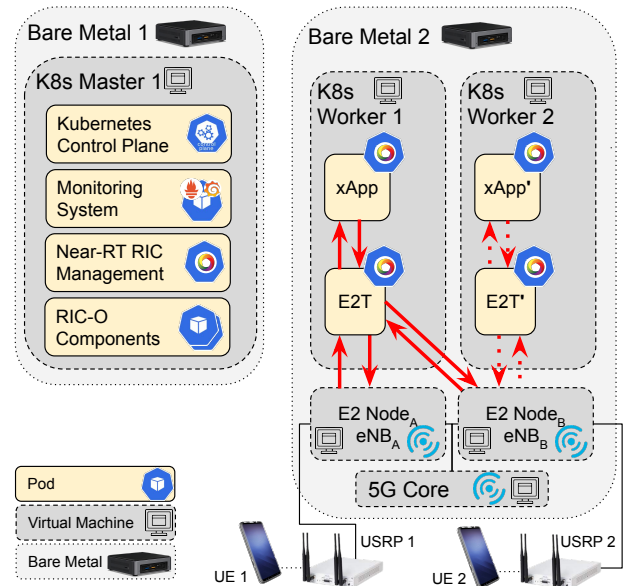 Bare Metal 1
K8s Master 1
Kubernetes
Control Plane
Monitoring
System
Near-RT RIC
Management
RIC-O
Components
Bare Metal 2
K8s
Worker 1
xApp
E2T
K8s
Worker 2
xApp'
E2T'
E2 NodeA
eNBA
E2 NodeB
eNBB
5G Core
Pod
Virtual Machine
Bare Metal
UE 1
USRP 1
UE 2
USRP 2